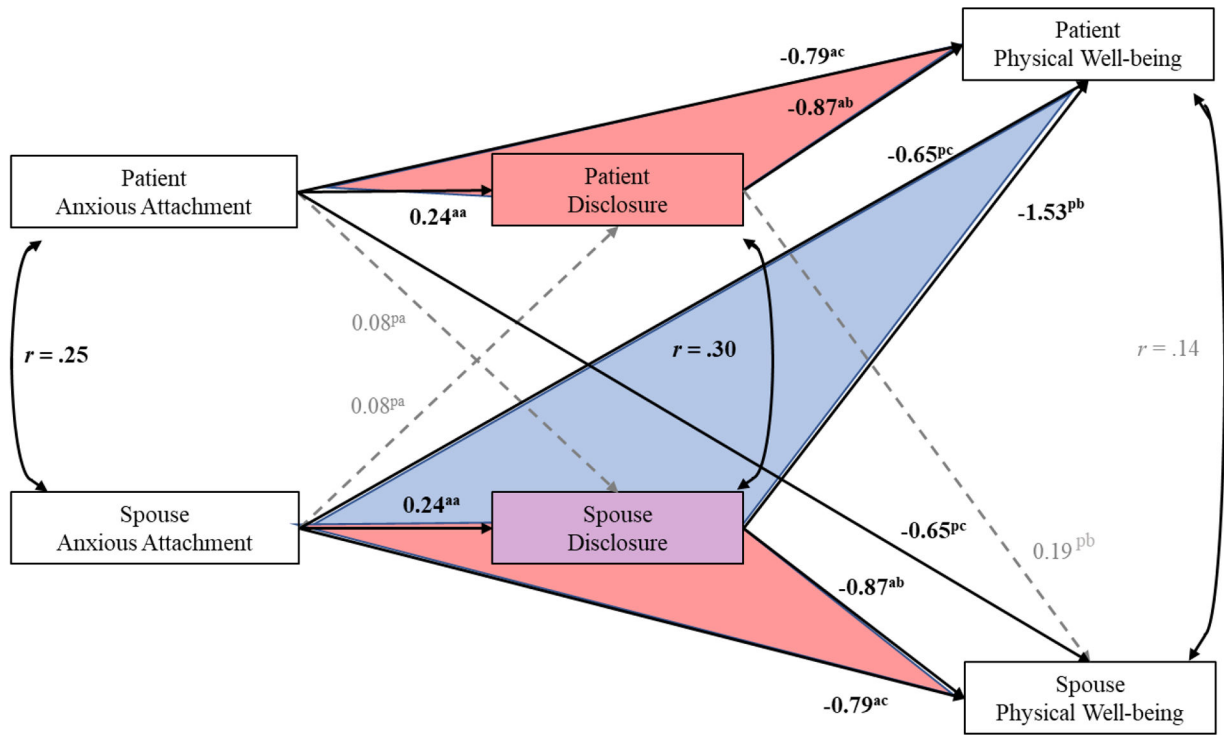 Patient
Physical Well-being
-0.79ᵃᶜ
-0.87ᵃᵇ
-0.65ᵖᶜ
Patient
Anxious Attachment
Patient
Disclosure
0.24ᵃᵃ
-1.53ᵖᵇ
0.08ᵖᵃ
r = .25
r = .30
r = .14
0.08ᵖᵃ
0.24ᵃᵃ
Spouse
Anxious Attachment
Spouse
Disclosure
-0.65ᵖᶜ
0.19 ᵖᵇ
-0.87ᵃᵇ
Spouse
Physical Well-being
-0.79ᵃᶜ